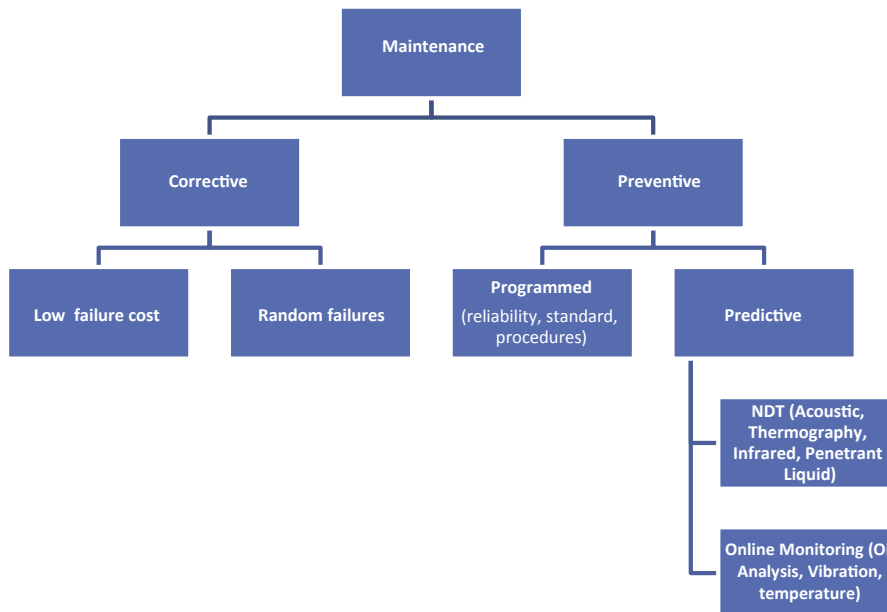 Maintenance
Corrective
Preventive
Low failure cost
Random failures
Programmed
(reliability, standard,
procedures)
Predictive
NDT (Acoustic,
Thermography,
Infrared, Penetrant
Liquid)
Online Monitoring
Analysis, Vibration,
temperature)